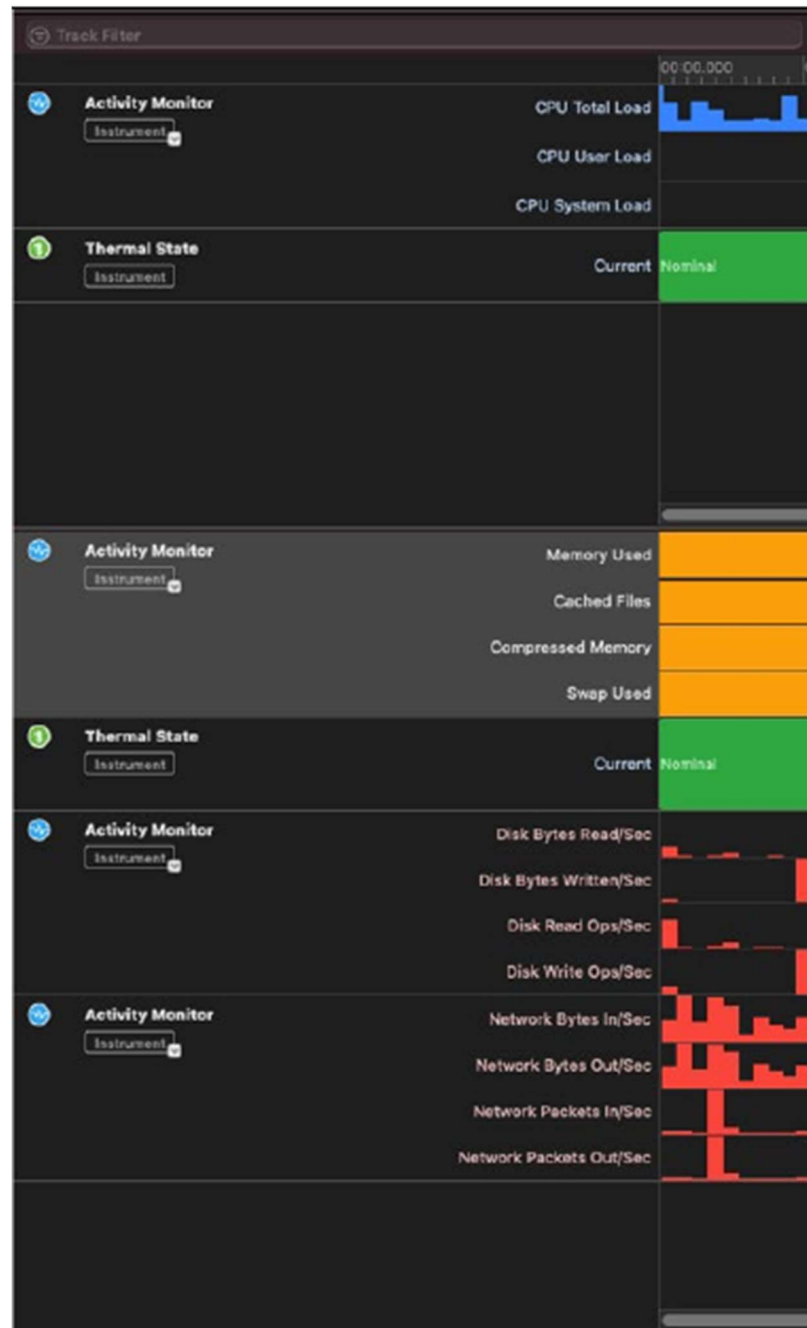 Track Filter
00:00.000
Activity Monitor
Instrument
CPU Total Load
CPU User Load
CPU System Load
Thermal State
Instrument
Current
Nominal
Activity Monitor
Instrument
Memory Used
Cached Files
Compressed Memory
Swap Used
Thermal State
Instrument
Current
Nominal
Activity Monitor
Instrument
Disk Bytes Read/Sec
Disk Bytes Written/Sec
Disk Read Ops/Sec
Disk Write Ops/Sec
Activity Monitor
Instrument
Network Bytes In/Sec
Network Bytes Out/Sec
Network Packets In/Sec
Network Packets Out/Sec